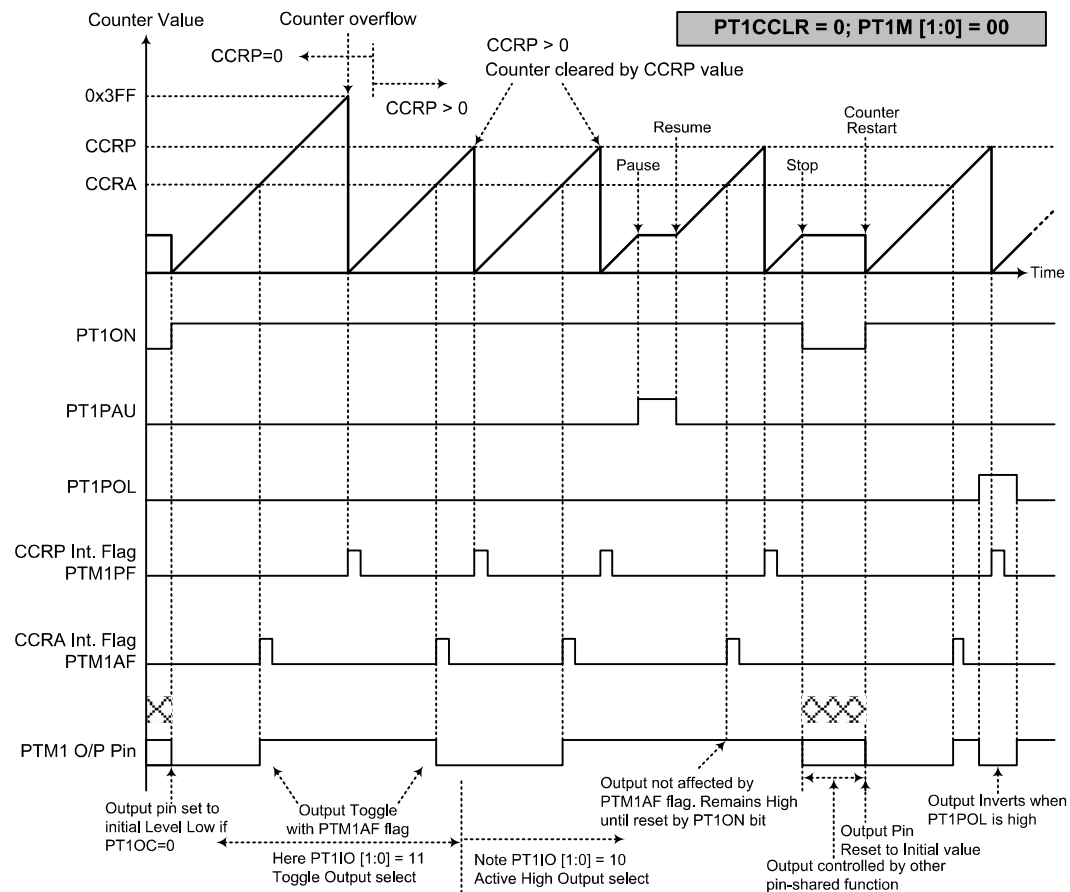 Counter Value
Counter overflow
PT1CCLR = 0; PT1M [1:0] = 00
CCRP=0
CCRP > 0
CCRP > 0
Counter cleared by CCRP value
0x3FF
CCRP
CCRA
Pause
Resume
Stop
Counter
Restart
Time
PT1ON
PT1PAU
PT1POL
CCRP Int. Flag
PTM1PF
CCRA Int. Flag
PTM1AF
PTM1 O/P Pin
Output pin set to
initial Level Low if
PT1OC=0
Output Toggle
with PTM1AF flag
Here PT1IO [1:0] = 11
Toggle Output select
Note PT1IO [1:0] = 10
Active High Output select
Output not affected by
PTM1AF flag. Remains High
until reset by PT1ON bit
Output Pin
Reset to Initial value
Output controlled by other
pin-shared function
Output Inverts when
PT1POL is high